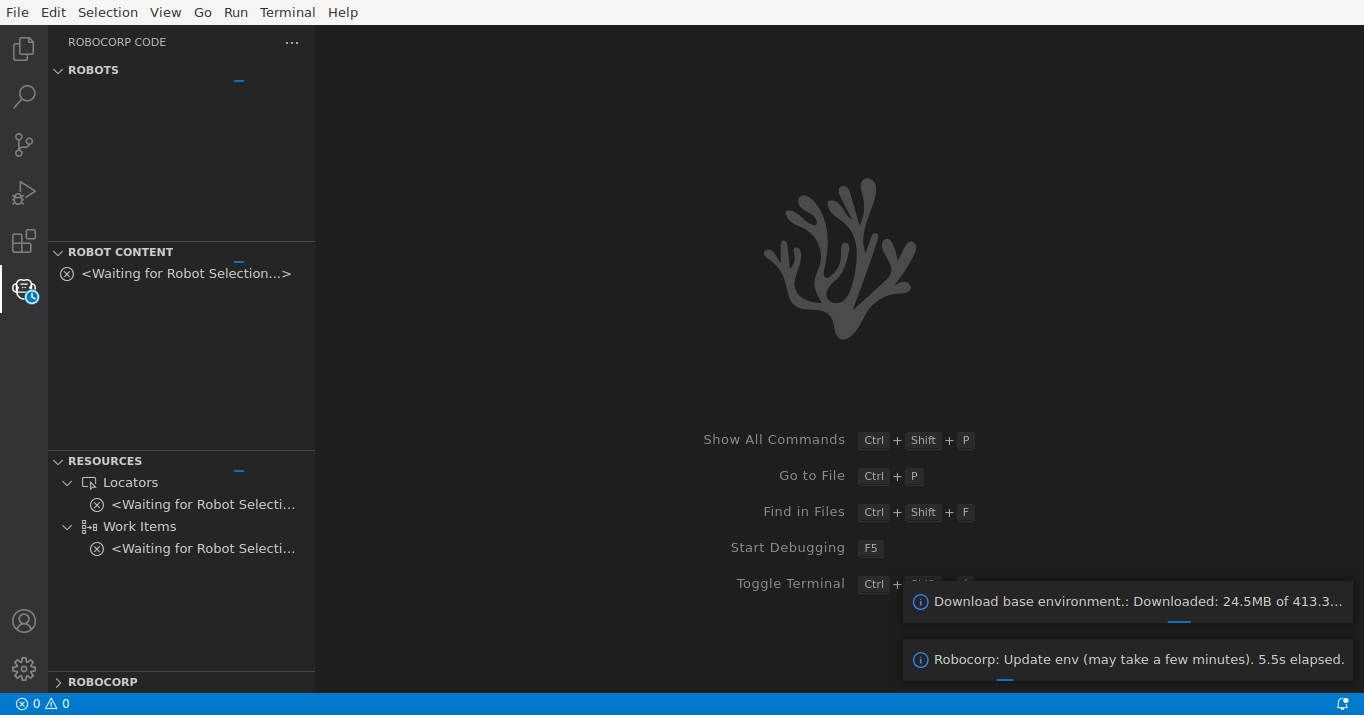 File Edit Selection View Go Run Terminal Help
ROBOCORP CODE
ROBOTS
ROBOT CONTENT
<Waiting for Robot Selection...>
RESOURCES
Locators
<Waiting for Robot Selecti...
Work Items
<Waiting for Robot Selecti...
ROBOCORP
Show All Commands Ctrl + Shift + P
Go to File Ctrl + P
Find in Files Ctrl + Shift + F
Start Debugging F5
Toggle Terminal Ctrl +
Download base environment.: Downloaded: 24.5MB of 413.3...
Robocorp: Update env (may take a few minutes). 5.5s elapsed.
0 0